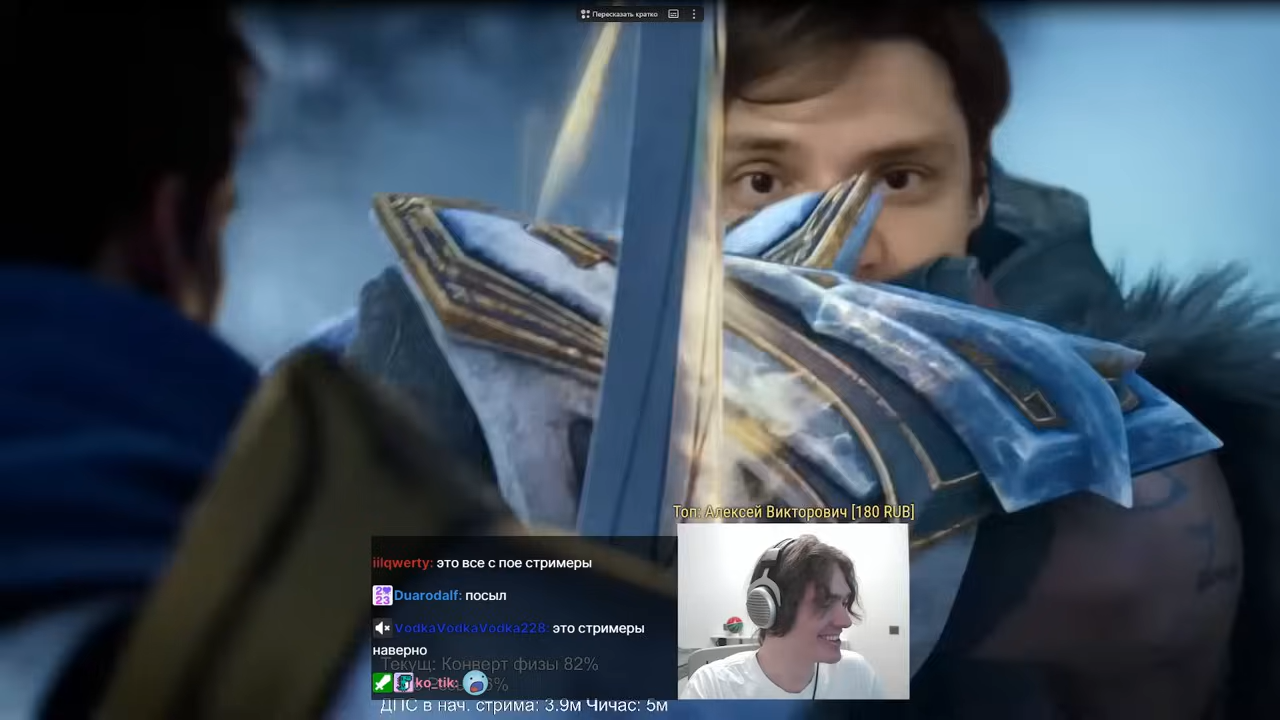 Пересказать кратко
Топ: Алексей Викторович [180 RUB]
iilqwerty: это все с пое стримеры
Duarodalf: посыл
VodkaVodkaVodka228: это стримеры
наверно
Текущ: Конверт физы 82%
ko_tik:
ДПС в нач. стрима: 3.9м Чичас: 5м